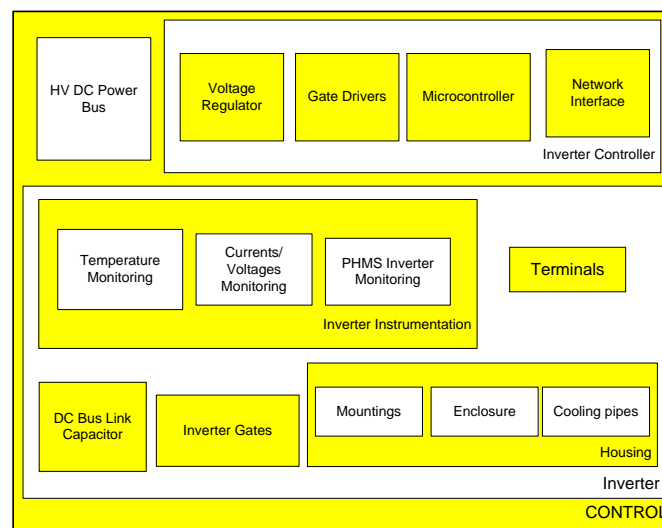 HV DC Power
Bus
Voltage
Regulator
Gate Drivers
Microcontroller
Network
Interface
Inverter Controller
Temperature
Monitoring
Currents/
Voltages
Monitoring
PHMS Inverter
Monitoring
Terminals
Inverter Instrumentation
DC Bus Link
Capacitor
Inverter Gates
Mountings
Enclosure
Cooling pipes
Housing
Inverter
CONTROL